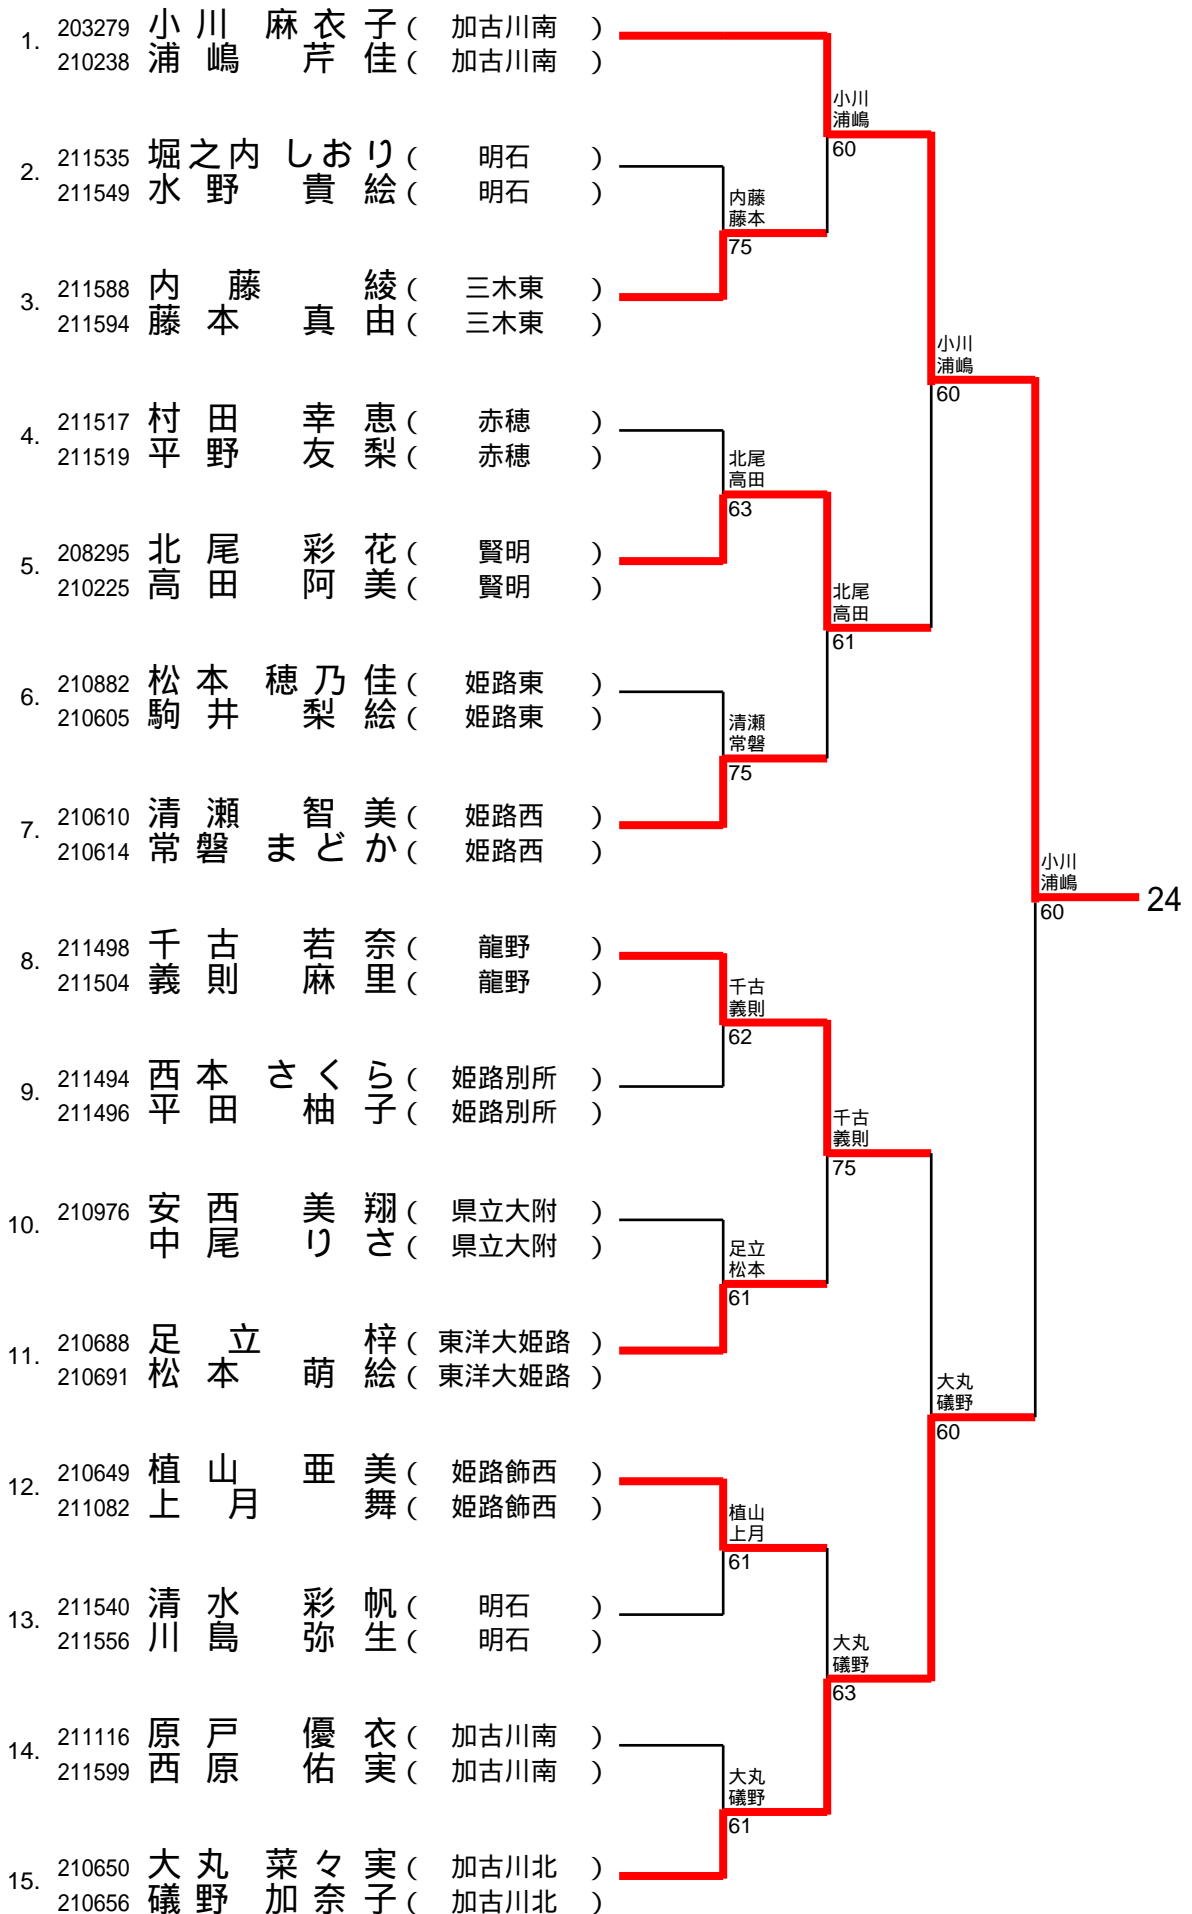 1. 203279 小川 麻衣子 ( 加古川南 )
210238 浦嶋 芹佳 ( 加古川南 )
小川
浦嶋
60
2. 211535 堀之内 しおり ( 明石 )
211549 水野 貴絵 ( 明石 )
内藤
藤本
75
3. 211588 内藤 綾 ( 三木東 )
211594 藤本 真由 ( 三木東 )
小川
浦嶋
60
4. 211517 村田 幸恵 ( 赤穂 )
211519 平野 友梨 ( 赤穂 )
北尾
高田
63
5. 208295 北尾 彩花 ( 賢明 )
210225 高田 阿美 ( 賢明 )
北尾
高田
61
6. 210882 松本 穂乃佳 ( 姫路東 )
210605 駒井 梨絵 ( 姫路東 )
清瀬
常磐
75
7. 210610 清瀬 智美 ( 姫路西 )
210614 常磐 まどか ( 姫路西 )
小川
浦嶋
60
24
8. 211498 千古 若奈 ( 龍野 )
211504 義則 麻里 ( 龍野 )
千古
義則
62
9. 211494 西本 さくら ( 姫路別所 )
211496 平田 柚子 ( 姫路別所 )
千古
義則
75
10. 210976 安西 美翔 ( 県立大附 )
中尾 りさ ( 県立大附 )
足立
松本
61
11. 210688 足立 梓 ( 東洋大姫路 )
210691 松本 萌絵 ( 東洋大姫路 )
大丸
礒野
60
12. 210649 植山 亜美 ( 姫路飾西 )
211082 上月 舞 ( 姫路飾西 )
植山
上月
61
13. 211540 清水 彩帆 ( 明石 )
211556 川島 弥生 ( 明石 )
大丸
礒野
63
14. 211116 原戸 優衣 ( 加古川南 )
211599 西原 佑実 ( 加古川南 )
大丸
礒野
61
15. 210650 大丸 菜々実 ( 加古川北 )
210656 礒野 加奈子 ( 加古川北 )